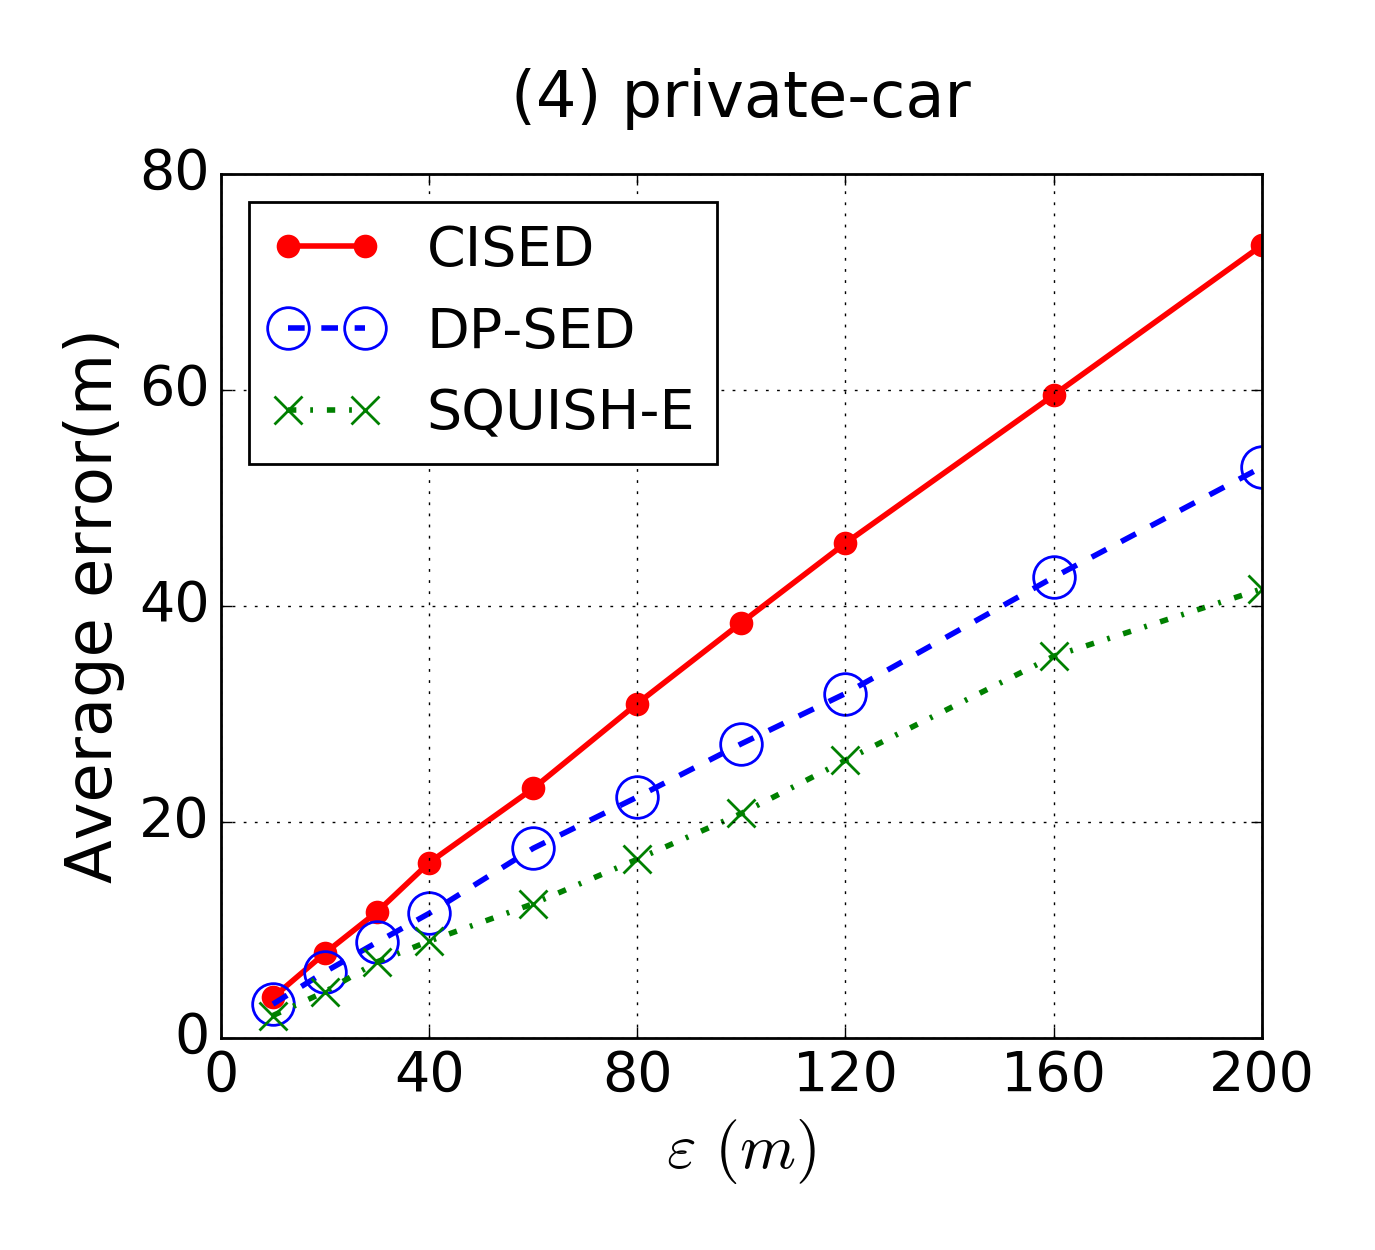 (4) private-car
80
60
40
20
0
Average error(m)
CISED
DP-SED
SQUISH-E
0 40 80 120 160 200
ε (m)